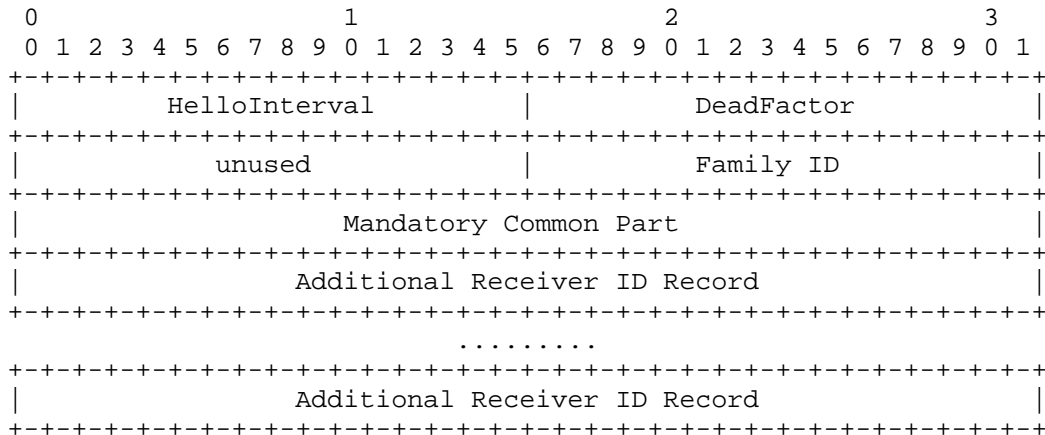 0                   1                   2                   3
 0 1 2 3 4 5 6 7 8 9 0 1 2 3 4 5 6 7 8 9 0 1 2 3 4 5 6 7 8 9 0 1
+-+-+-+-+-+-+-+-+-+-+-+-+-+-+-+-+-+-+-+-+-+-+-+-+-+-+-+-+-+-+-+-+
|         HelloInterval         |          DeadFactor           |
+-+-+-+-+-+-+-+-+-+-+-+-+-+-+-+-+-+-+-+-+-+-+-+-+-+-+-+-+-+-+-+-+
|            unused             |          Family ID            |
+-+-+-+-+-+-+-+-+-+-+-+-+-+-+-+-+-+-+-+-+-+-+-+-+-+-+-+-+-+-+-+-+
|                    Mandatory Common Part                      |
+-+-+-+-+-+-+-+-+-+-+-+-+-+-+-+-+-+-+-+-+-+-+-+-+-+-+-+-+-+-+-+-+
|                 Additional Receiver ID Record                 |
+-+-+-+-+-+-+-+-+-+-+-+-+-+-+-+-+-+-+-+-+-+-+-+-+-+-+-+-+-+-+-+-+
                            .........
+-+-+-+-+-+-+-+-+-+-+-+-+-+-+-+-+-+-+-+-+-+-+-+-+-+-+-+-+-+-+-+-+
|                 Additional Receiver ID Record                 |
+-+-+-+-+-+-+-+-+-+-+-+-+-+-+-+-+-+-+-+-+-+-+-+-+-+-+-+-+-+-+-+-+